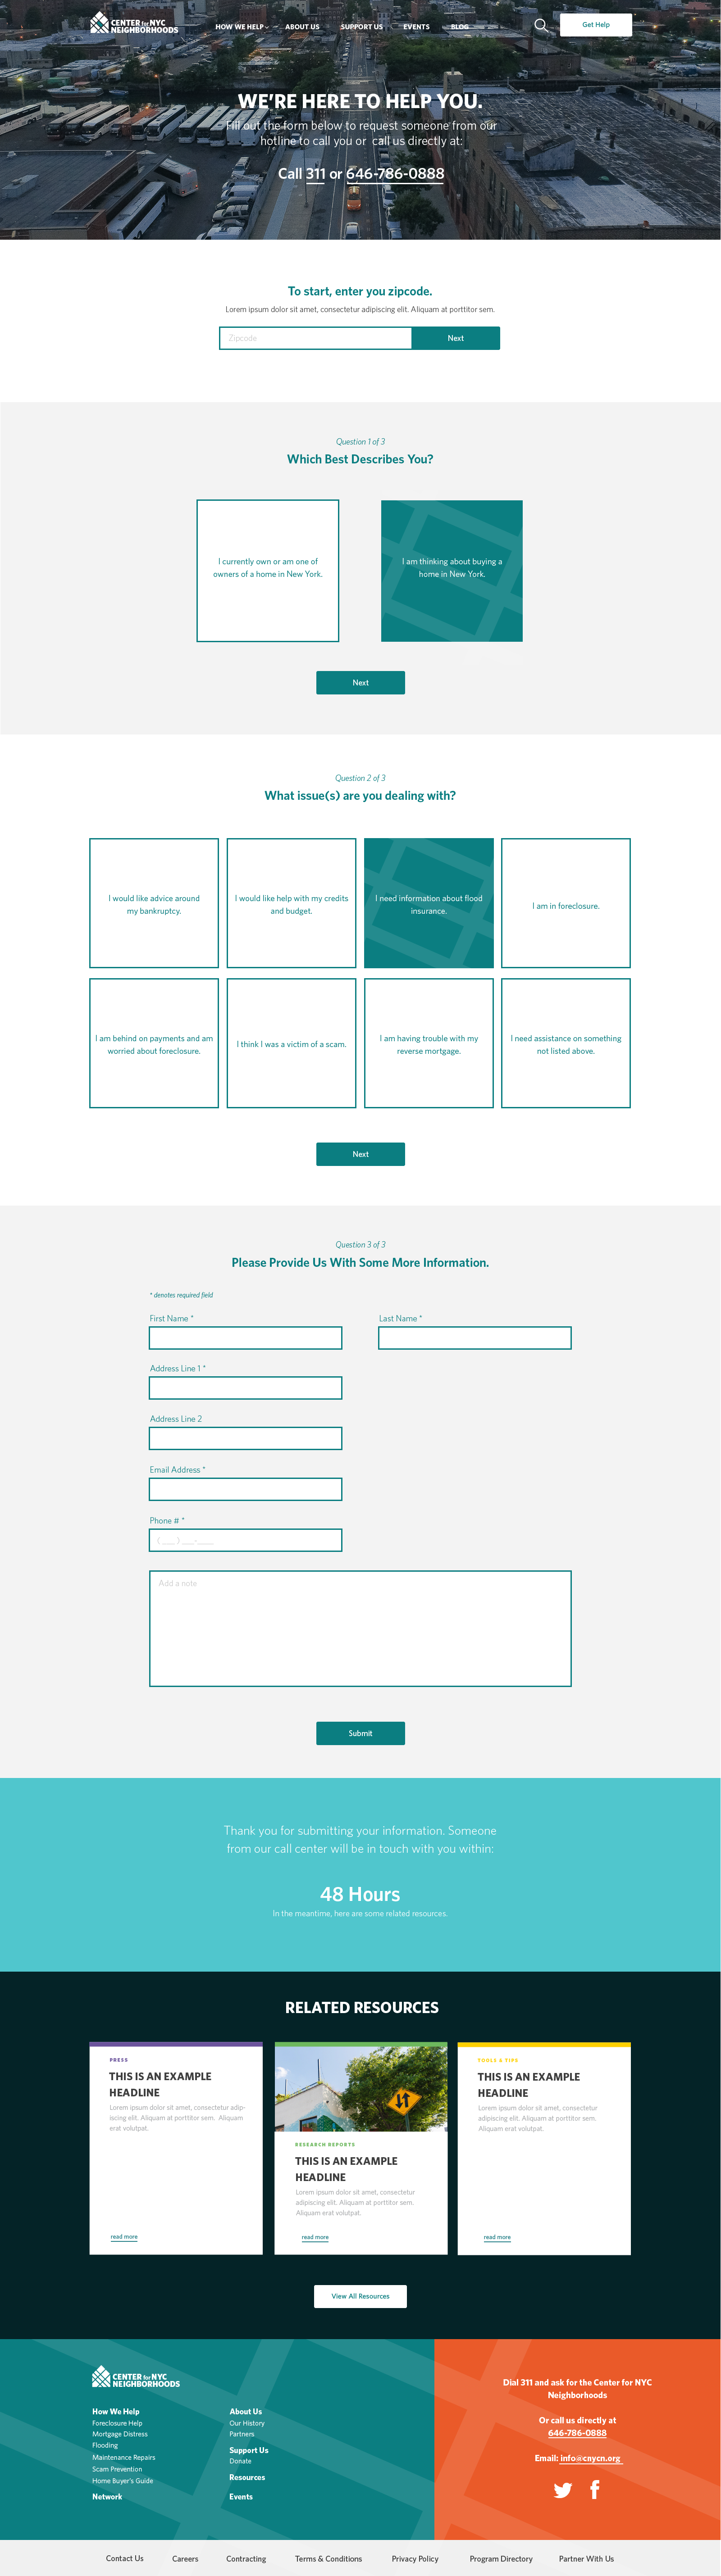 CENTER for NYC
NEIGHBORHOODS
HOW WE HELP
ABOUT US
SUPPORT US
EVENTS
BLOG
Get Help
WE'RE HERE TO HELP YOU.
Fill out the form below to request someone from our
hotline to call you or call us directly at:
Call 311 or 646-786-0888
To start, enter you zipcode.
Lorem ipsum dolor sit amet, consectetur adipiscing elit. Aliquam at porttitor sem.
Zipcode
Next
Question 1 of 3
Which Best Describes You?
I currently own or am one of
owners of a home in New York.
I am thinking about buying a
home in New York.
Next
Question 2 of 3
What issue(s) are you dealing with?
I would like advice around
my bankruptcy.
I would like help with my credits
and budget.
I need information about flood
insurance.
I am in foreclosure.
I am behind on payments and am
worried about foreclosure.
I think I was a victim of a scam.
I am having trouble with my
reverse mortgage.
I need assistance on something
not listed above.
Next
Question 3 of 3
Please Provide Us With Some More Information.
* denotes required field
First Name *
Last Name *
Address Line 1 *
Address Line 2
Email Address *
Phone # *
(___) ___-____
Add a note
Submit
Thank you for submitting your information. Someone
from our call center will be in touch with you within:
48 Hours
In the meantime, here are some related resources.
RELATED RESOURCES
PRESS
THIS IS AN EXAMPLE
HEADLINE
Lorem ipsum dolor sit amet, consectetur adip-
iscing elit. Aliquam at porttitor sem. Aliquam
erat volutpat.
read more
RESEARCH REPORTS
THIS IS AN EXAMPLE
HEADLINE
Lorem ipsum dolor sit amet, consectetur
adipiscing elit. Aliquam at porttitor sem.
Aliquam erat volutpat.
read more
TOOLS & TIPS
THIS IS AN EXAMPLE
HEADLINE
Lorem ipsum dolor sit amet, consectetur
adipiscing elit. Aliquam at porttitor sem.
Aliquam erat volutpat.
read more
View All Resources
CENTER for NYC
NEIGHBORHOODS
How We Help
Foreclosure Help
Mortgage Distress
Flooding
Maintenance Repairs
Scam Prevention
Home Buyer's Guide
Network
About Us
Our History
Partners
Support Us
Donate
Resources
Events
Dial 311 and ask for the Center for NYC
Neighborhoods
Or call us directly at
646-786-0888
Email: info@cnycn.org
Contact Us
Careers
Contracting
Terms & Conditions
Privacy Policy
Program Directory
Partner With Us